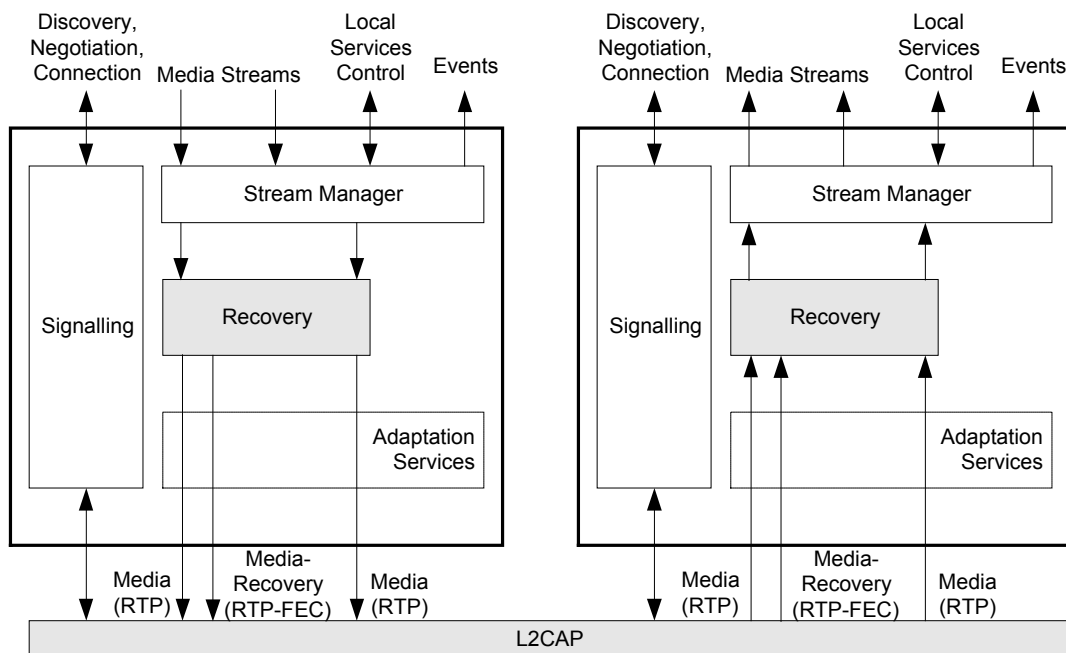 Discovery,
Negotiation,
Connection
Media Streams
Local
Services
Control
Events
Stream Manager
Signalling
Recovery
Adaptation
Services
Media
(RTP)
Media-
Recovery
(RTP-FEC)
Media
(RTP)
Discovery,
Negotiation,
Connection
Media Streams
Local
Services
Control
Events
Stream Manager
Signalling
Recovery
Adaptation
Services
Media
(RTP)
Media-
Recovery
(RTP-FEC)
Media
(RTP)
L2CAP